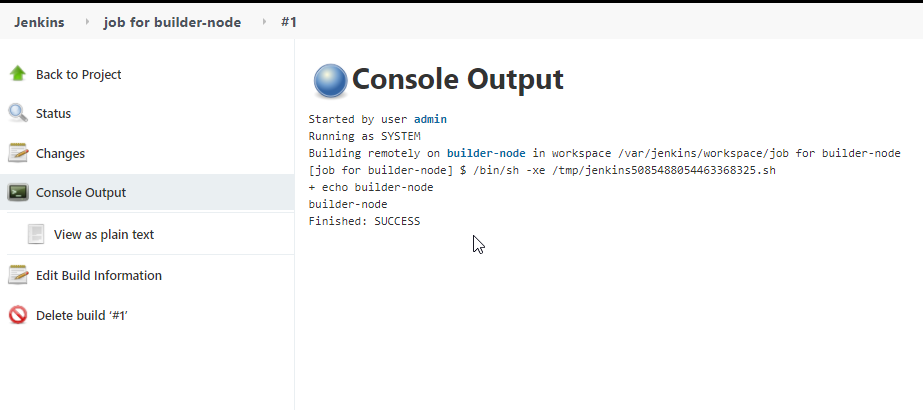 Jenkins › job for builder-node › #1
Back to Project
Status
Changes
Console Output
View as plain text
Edit Build Information
Delete build ‘#1’
Console Output
Started by user admin
Running as SYSTEM
Building remotely on builder-node in workspace /var/jenkins/workspace/job for builder-node
[job for builder-node] $ /bin/sh -xe /tmp/jenkins5085488054463368325.sh
+ echo builder-node
builder-node
Finished: SUCCESS